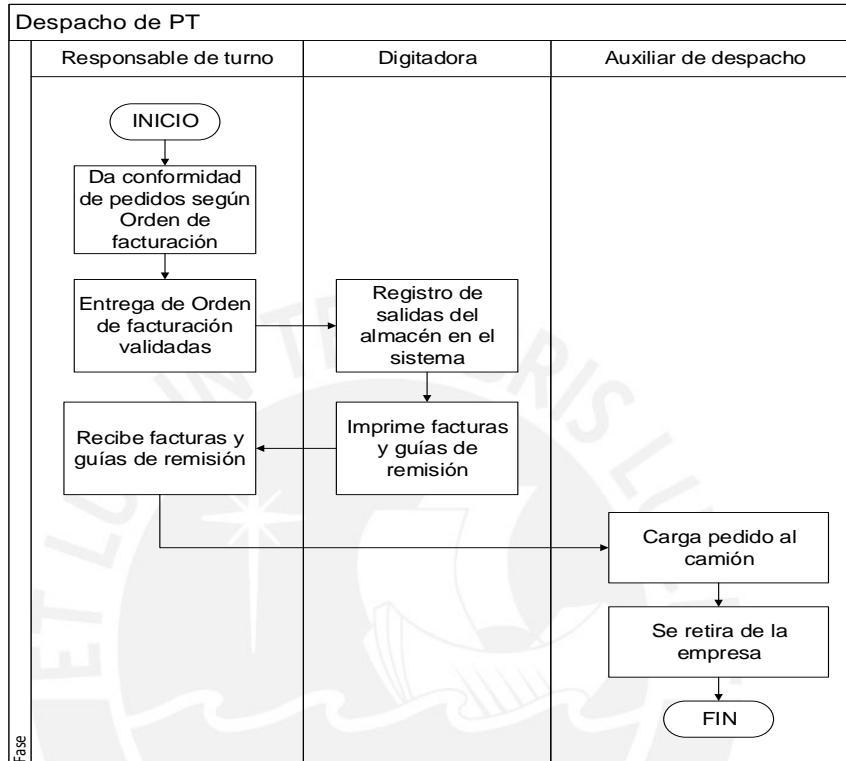 Despacho de PT
Responsable de turno
Digitadora
Auxiliar de despacho
INICIO
Da conformidad
de pedidos según
Orden de
facturación
Entrega de Orden
de facturación
validadas
Registro de
salidas del
almacén en el
sistema
Recibe facturas y
guías de remisión
Imprime facturas
y guías de
remisión
Carga pedido al
camión
Se retira de la
empresa
FIN
Fase